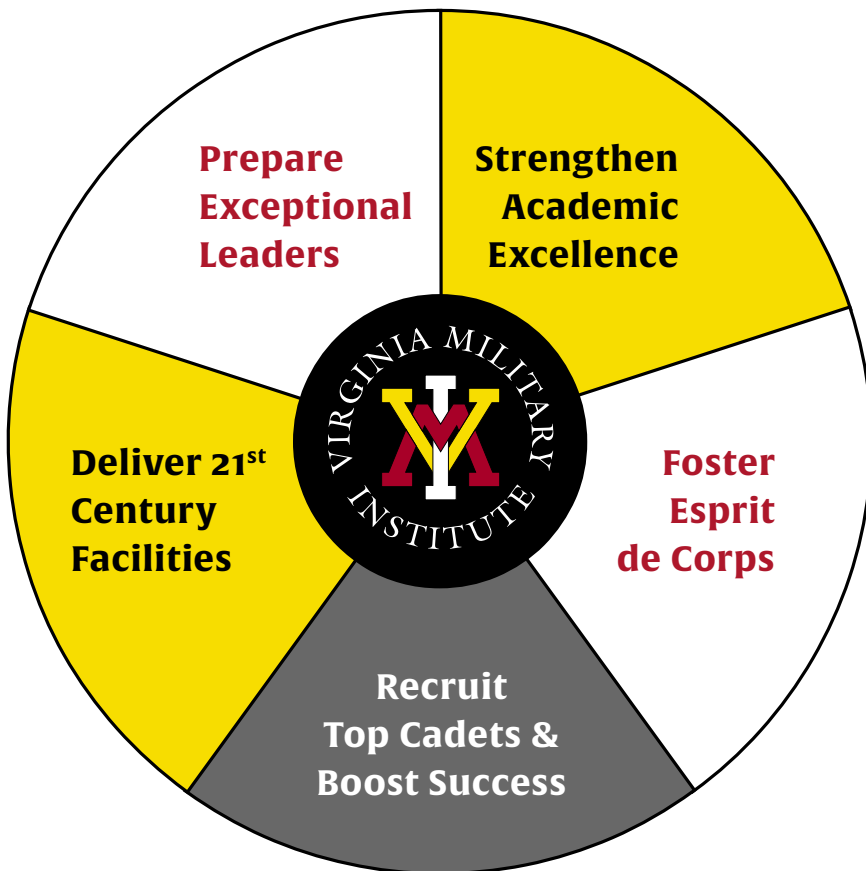 Prepare
Exceptional
Leaders
Strengthen
Academic
Excellence
Deliver 21st
Century
Facilities
VIRGINIA MILITARY
INSTITUTE
VMI
Foster
Esprit
de Corps
Recruit
Top Cadets &
Boost Success